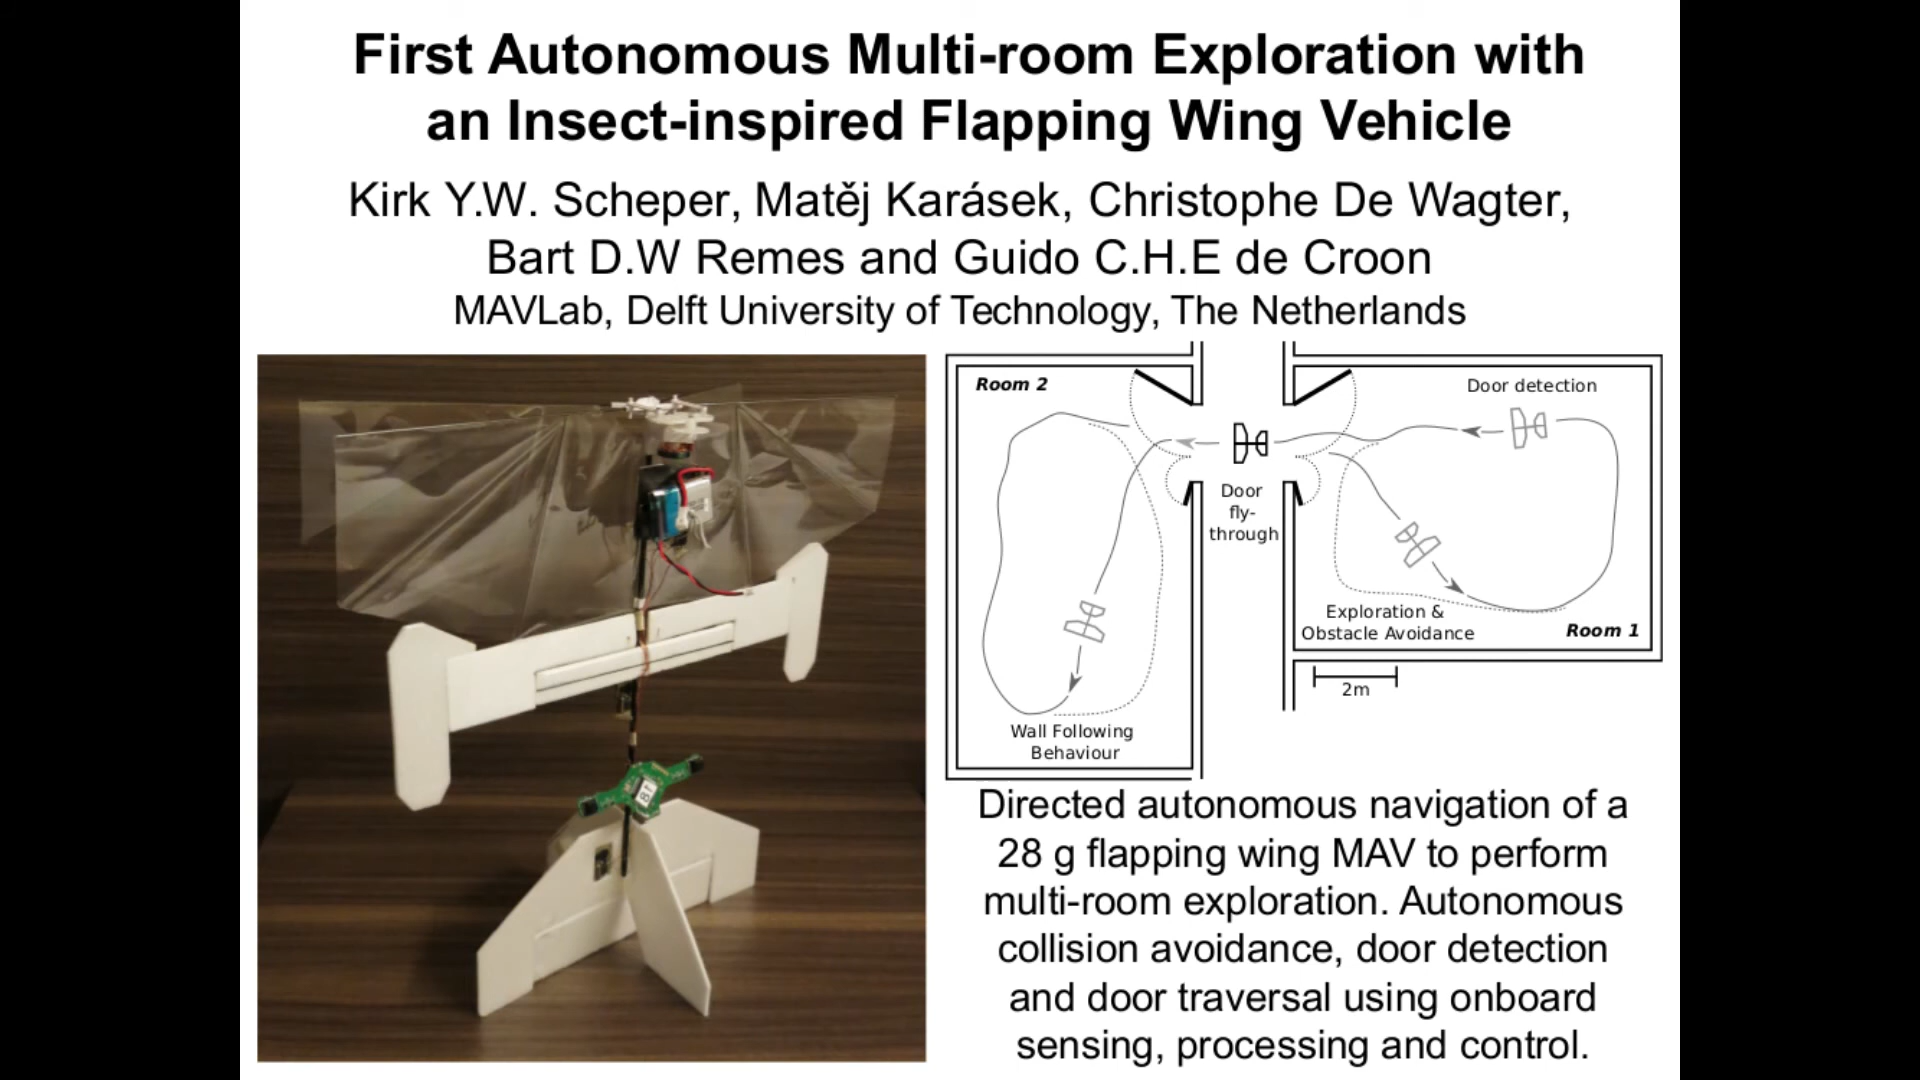 First Autonomous Multi-room Exploration with
an Insect-inspired Flapping Wing Vehicle
Kirk Y.W. Scheper, Matěj Karásek, Christophe De Wagter,
Bart D.W Remes and Guido C.H.E de Croon
MAVLab, Delft University of Technology, The Netherlands
18
Room 2
Door detection
Door
fly-
through
Exploration &
Obstacle Avoidance
Room 1
2m
Wall Following
Behaviour
Directed autonomous navigation of a
28 g flapping wing MAV to perform
multi-room exploration. Autonomous
collision avoidance, door detection
and door traversal using onboard
sensing, processing and control.